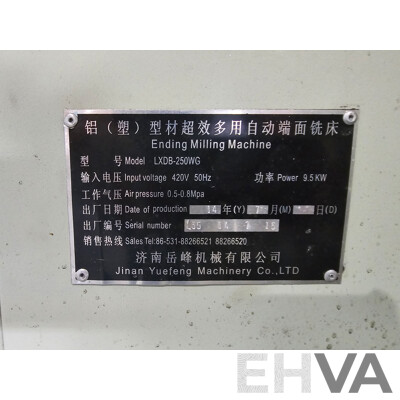 铝（塑）型材超效多用自动端面铣床
Ending Milling Machine
型 号 Model LXDB-250WG
输入电压 Input voltage 420V 50Hz 功率 Power 9.5 KW
工作气压 Air pressure 0.5-0.8Mpa
出厂日期 Date of production 14 年(Y) 月(M) 日(D)
出厂编号 Serial number
销售热线 Sales Tel:86-531-88266521 88266520
济南岳峰机械有限公司
Jinan Yuefeng Machinery Co.,LTD
EHVA